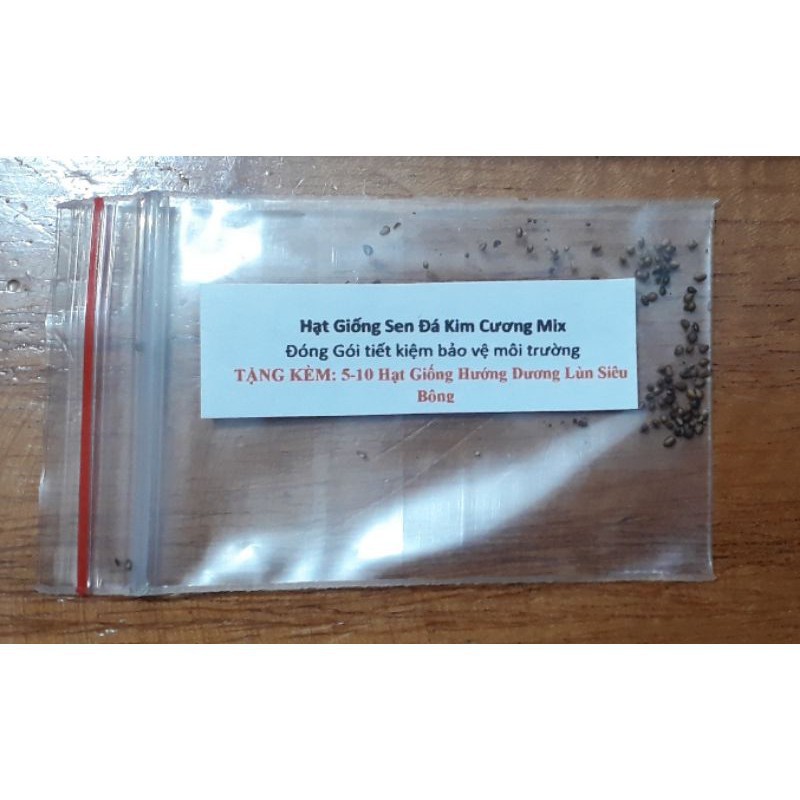 Hạt Giống Sen Đá Kim Cương Mix
Đóng Gói tiết kiệm bảo vệ môi trường
TẶNG KÈM: 5-10 Hạt Giống Hướng Dương Lùn Siêu
Bông